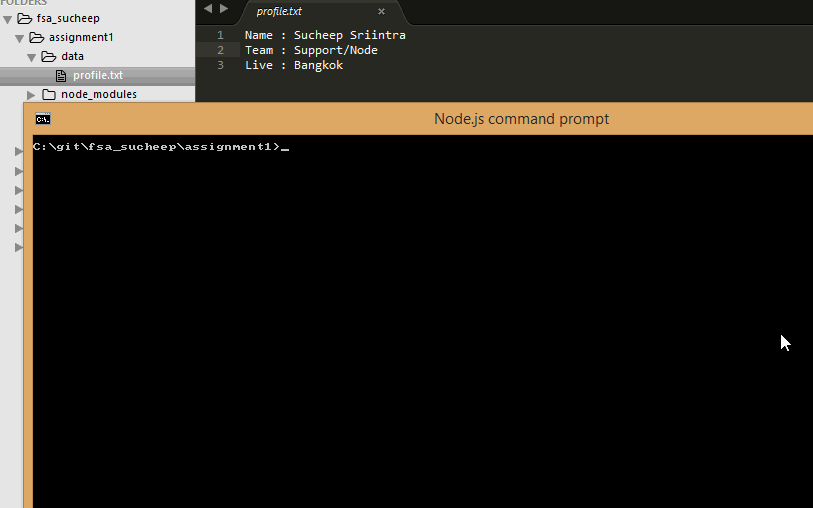 FOLDERS
fsa_sucheep
assignment1
data
profile.txt
node_modules
profile.txt ×
1 Name : Sucheep Sriintra
2 Team : Support/Node
3 Live : Bangkok
C:\.
Node.js command prompt
C:\git\fsa_sucheep\assignment1>_